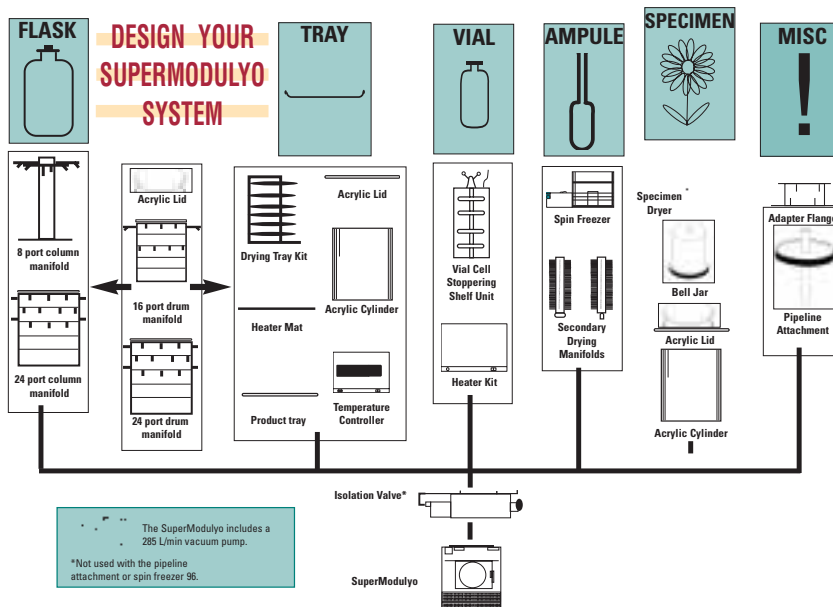 FLASK
DESIGN YOUR
SUPERMODULYO
SYSTEM
TRAY
VIAL
AMPULE
SPECIMEN
MISC
!
8 port column
manifold
24 port column
manifold
Acrylic Lid
16 port drum
manifold
24 port drum
manifold
Drying Tray Kit
Acrylic Lid
Acrylic Cylinder
Heater Mat
Product tray
Temperature
Controller
Vial Cell
Stoppering
Shelf Unit
Heater Kit
Spin Freezer
Secondary
Drying
Manifolds
Specimen *
Dryer
Bell Jar
Acrylic Lid
Acrylic Cylinder
Adapter Flange
Pipeline
Attachment
Isolation Valve*
SuperModulyo
The SuperModulyo includes a
285 L/min vacuum pump.
*Not used with the pipeline
attachment or spin freezer 96.